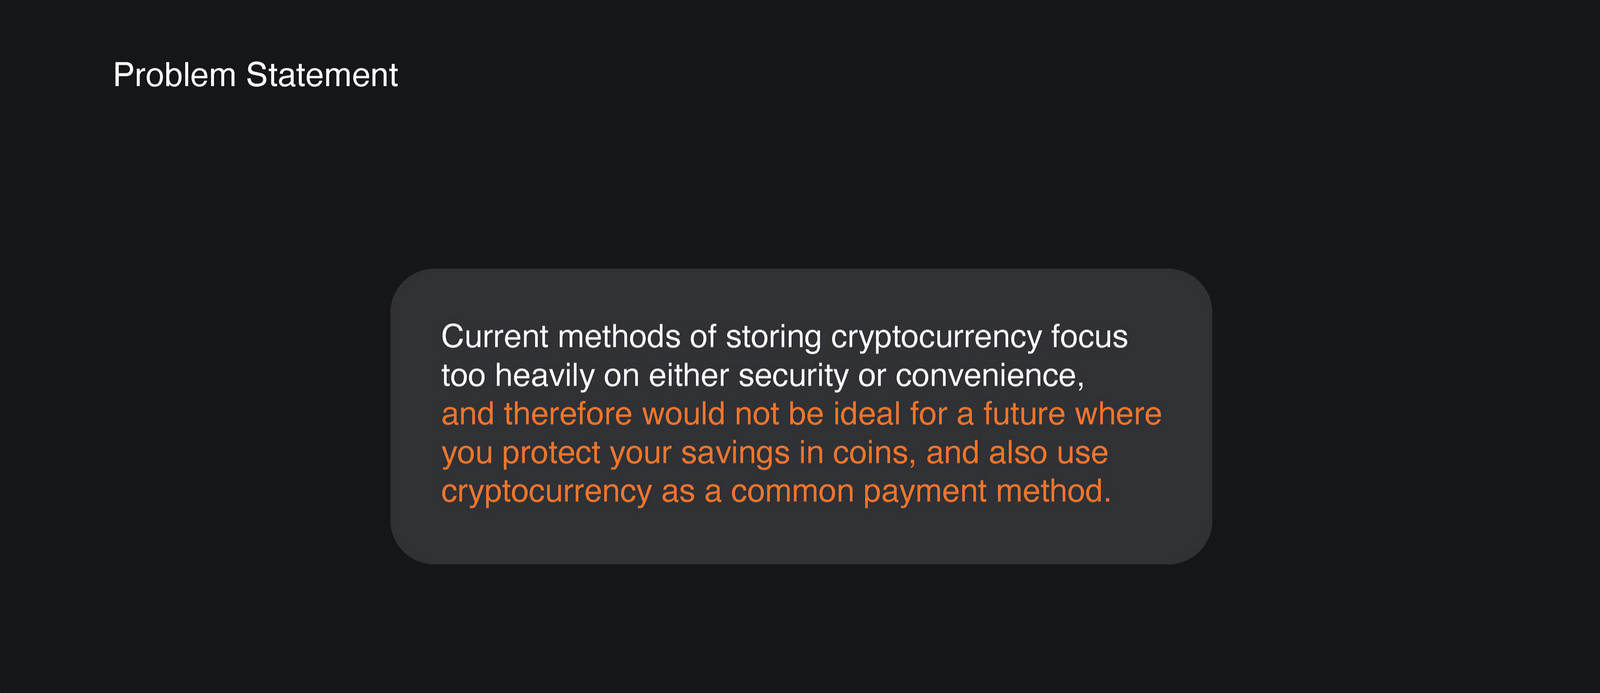 Problem Statement
Current methods of storing cryptocurrency focus
too heavily on either security or convenience,
and therefore would not be ideal for a future where
you protect your savings in coins, and also use
cryptocurrency as a common payment method.